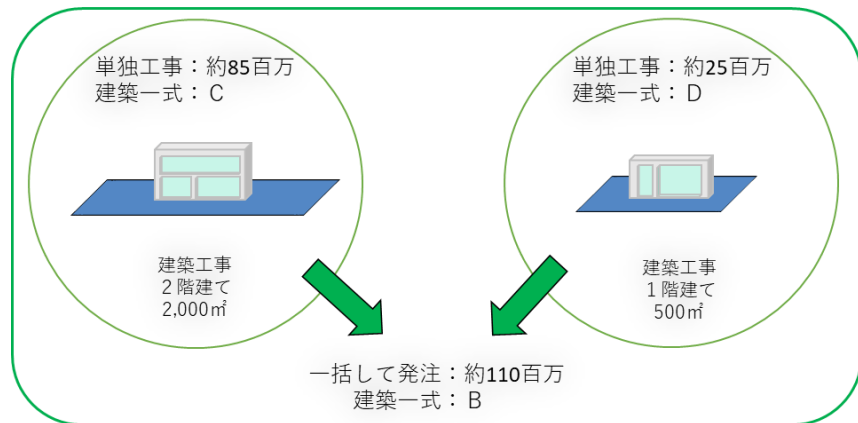 単独工事：約85百万
建築一式：Ｃ
建築工事
２階建て
2,000㎡
単独工事：約25百万
建築一式：Ｄ
建築工事
１階建て
500㎡
一括して発注：約110百万
建築一式：Ｂ